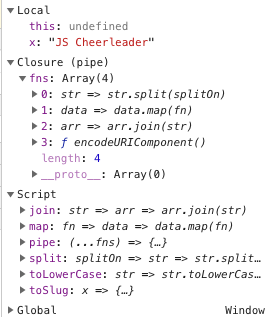 ▼ Local
this: undefined
x: "JS Cheerleader"
▼ Closure (pipe)
▼ fns: Array(4)
▶ 0: str => str.split(splitOn)
▶ 1: data => data.map(fn)
▶ 2: arr => arr.join(str)
▶ 3: ƒ encodeURIComponent()
length: 4
▶ __proto__: Array(0)
▼ Script
▶ join: str => arr => arr.join(str)
▶ map: fn => data => data.map(fn)
▶ pipe: (...fns) => {…}
▶ split: splitOn => str => str.split…
▶ toLowerCase: str => str.toLowerCas…
▶ toSlug: x => {…}
▶ Global Window